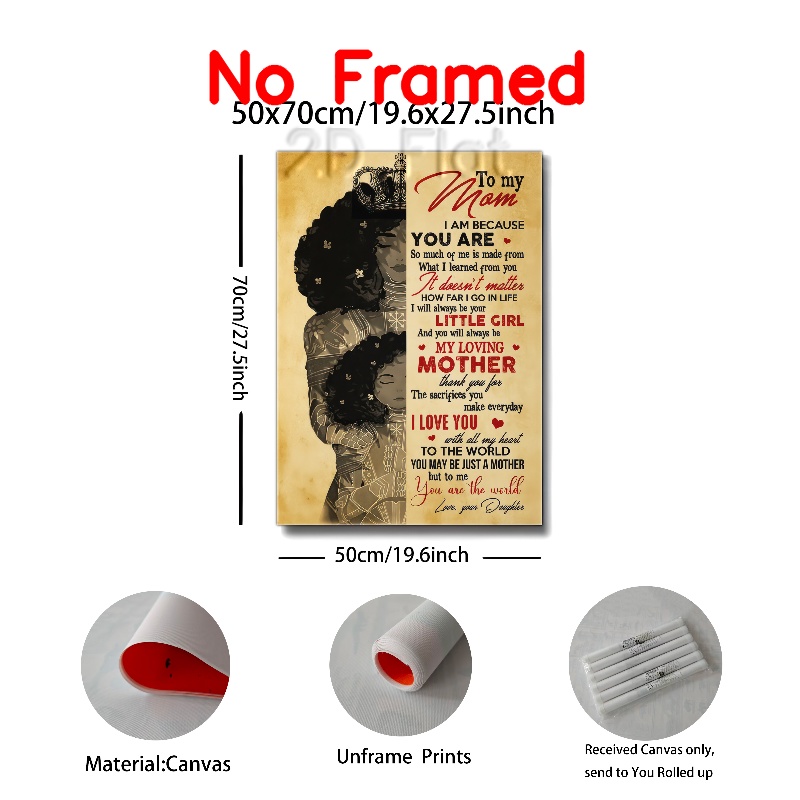 No Framed
50x70cm/19.6x27.5inch
2D Flat
70cm/27.5inch
To my
Mom
I AM BECAUSE
YOU ARE
So much of me is made from
What I learned from you
It doesn't matter
HOW FAR I GO IN LIFE
I will always be your
LITTLE GIRL
And you will always be
MY LOVING
MOTHER
thank you for
The sacrifices you
make everyday
I LOVE YOU
with all my heart
TO THE WORLD
YOU MAY BE JUST A MOTHER
but to me
You are the world
Love, your Daughter
50cm/19.6inch
Material:Canvas
Unframe Prints
Received Canvas only,
send to You Rolled up